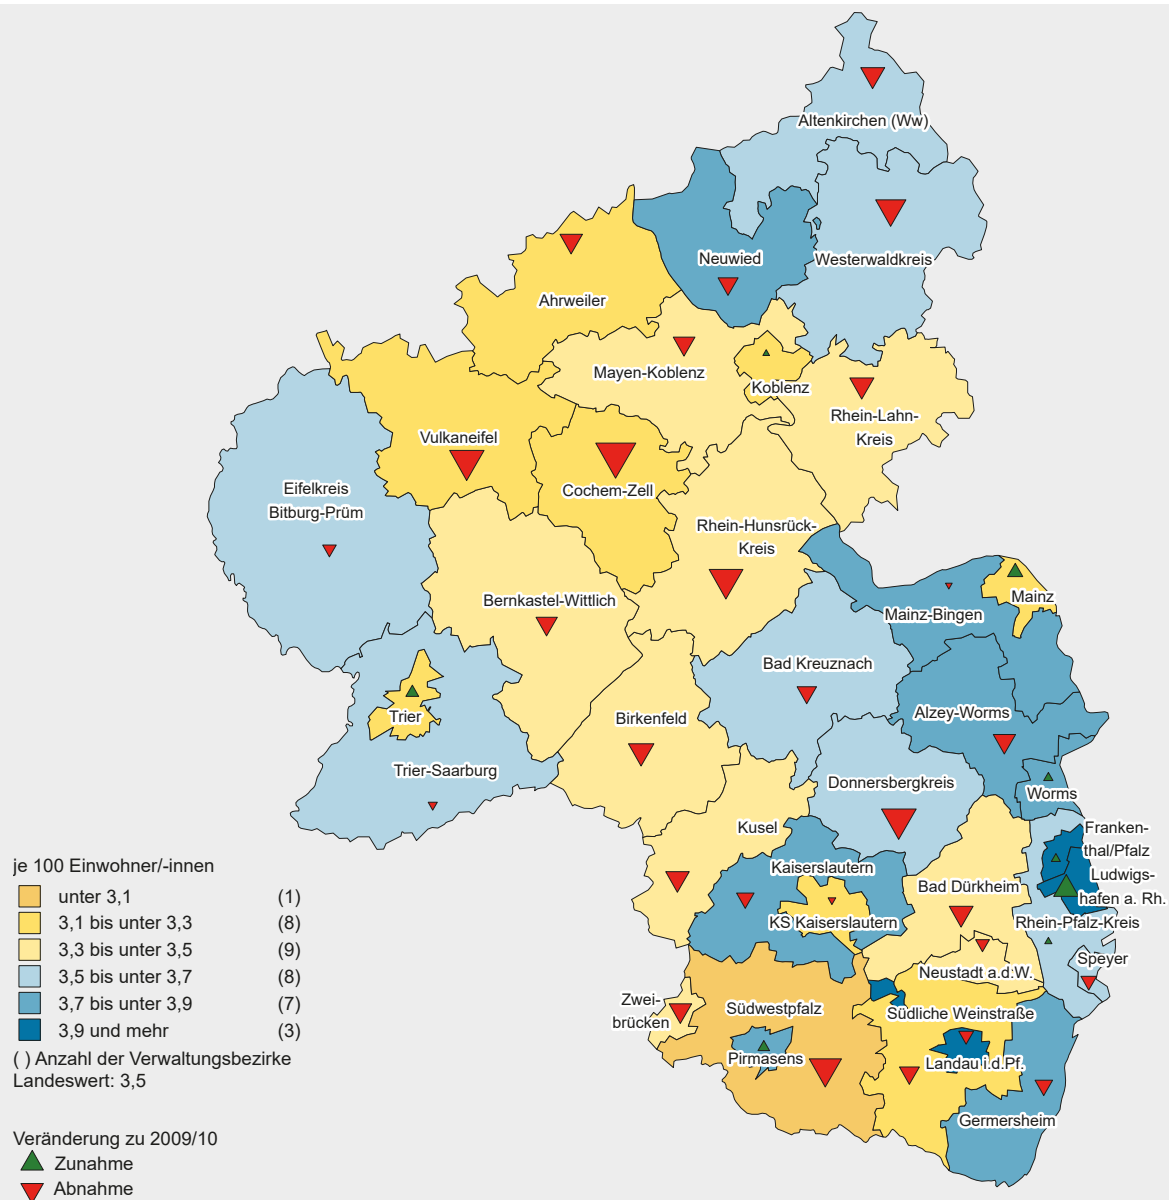 Altenkirchen (Ww)
Neuwied
Westerwaldkreis
Ahrweiler
Mayen-Koblenz
Koblenz
Rhein-Lahn-
Kreis
Vulkaneifel
Cochem-Zell
Eifelkreis
Bitburg-Prüm
Rhein-Hunsrück-
Kreis
Bernkastel-Wittlich
Mainz
Mainz-Bingen
Bad Kreuznach
Alzey-Worms
Trier
Birkenfeld
Trier-Saarburg
Donnersbergkreis
Worms
Kusel
Franken-
thal/Pfalz
Ludwigs-
hafen a. Rh.
Kaiserslautern
Bad Dürkheim
KS Kaiserslautern
Rhein-Pfalz-Kreis
Neustadt a.d.W.
Speyer
Zwei-
brücken
Südwestpfalz
Südliche Weinstraße
Pirmasens
Landau i.d.Pf.
Germersheim
je 100 Einwohner/-innen
unter 3,1 (1)
3,1 bis unter 3,3 (8)
3,3 bis unter 3,5 (9)
3,5 bis unter 3,7 (8)
3,7 bis unter 3,9 (7)
3,9 und mehr (3)
( ) Anzahl der Verwaltungsbezirke
Landeswert: 3,5
Veränderung zu 2009/10
Zunahme
Abnahme